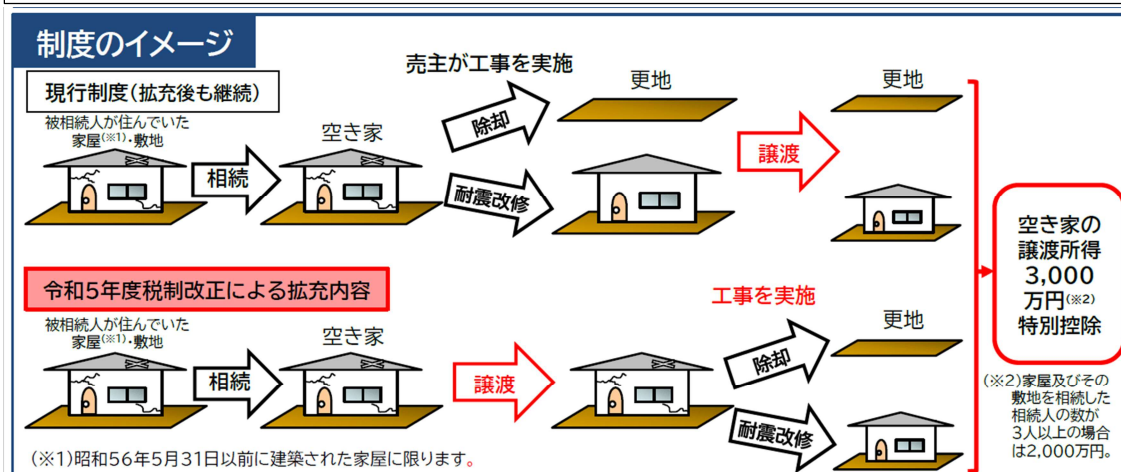 制度のイメージ
現行制度(拡充後も継続)
被相続人が住んでいた
家屋(※1)・敷地
相続
空き家
売主が工事を実施
除却
耐震改修
更地
譲渡
更地
令和5年度税制改正による拡充内容
被相続人が住んでいた
家屋(※1)・敷地
相続
空き家
譲渡
工事を実施
除却
耐震改修
更地
空き家の
譲渡所得
3,000
万円(※2)
特別控除
(※2)家屋及びその
敷地を相続した
相続人の数が
3人以上の場合
は2,000万円。
(※1)昭和56年5月31日以前に建築された家屋に限ります。